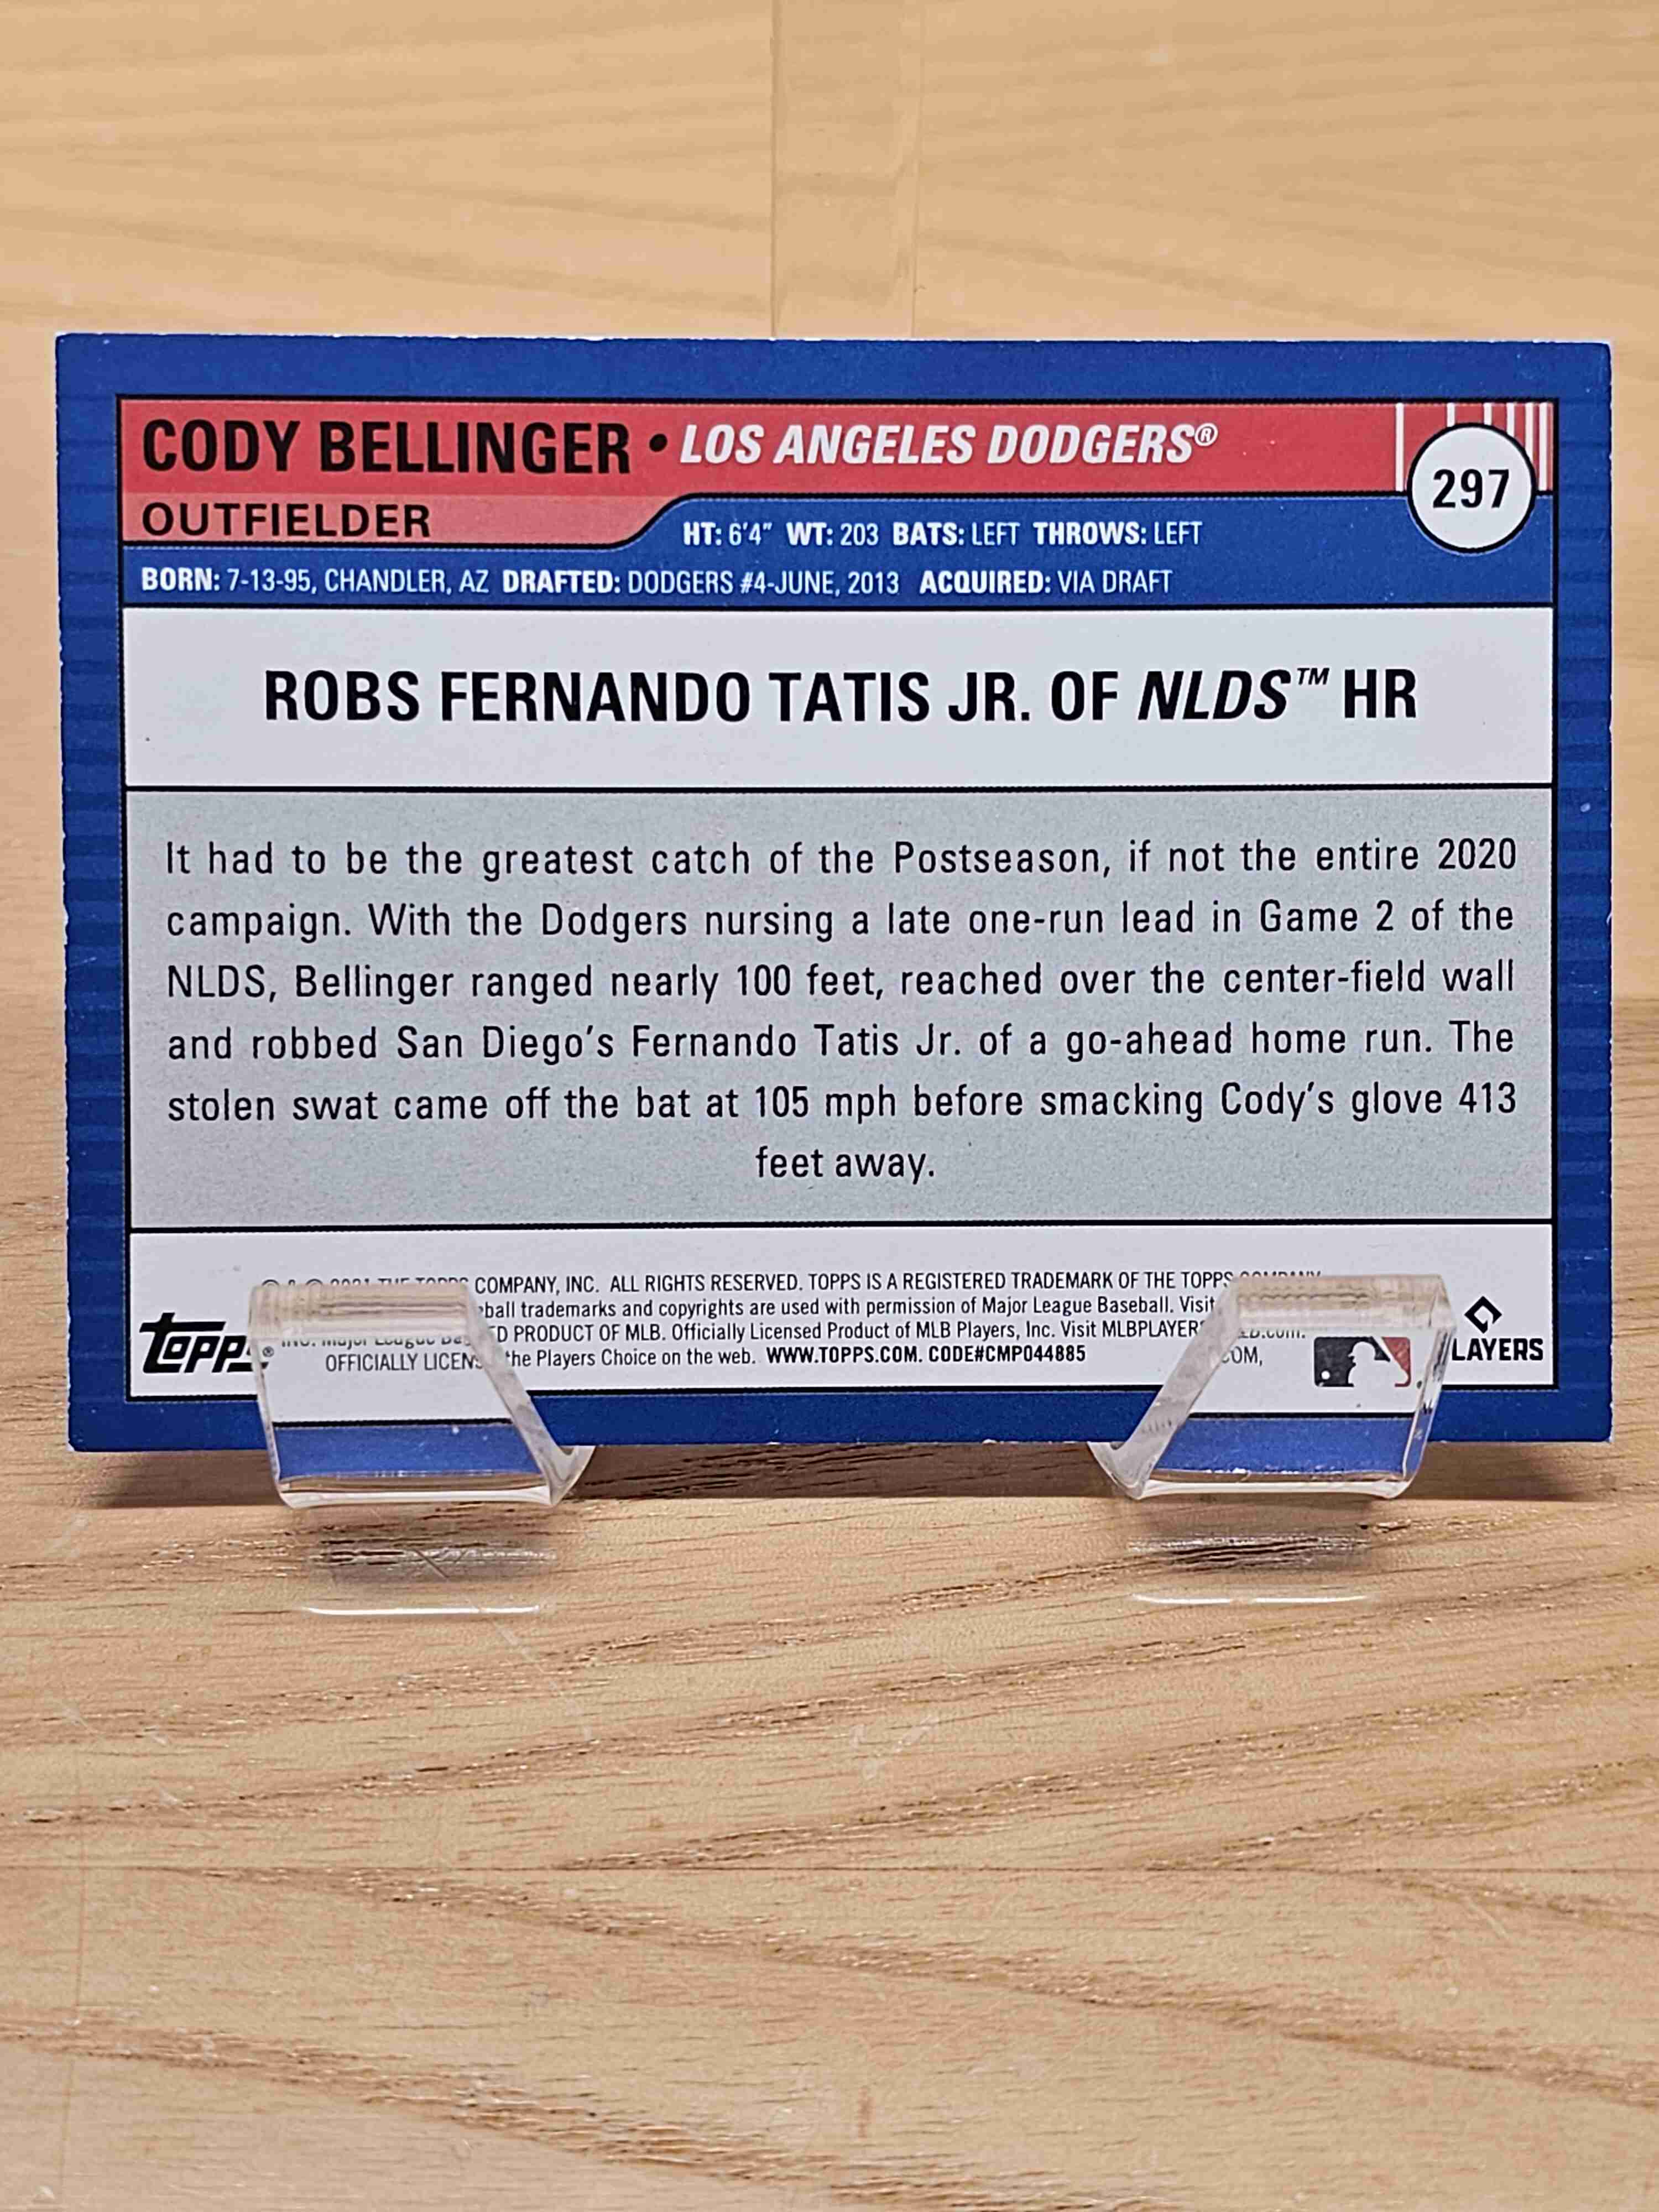 CODY BELLINGER • LOS ANGELES DODGERS®
297
OUTFIELDER
HT: 6'4" WT: 203 BATS: LEFT THROWS: LEFT
BORN: 7-13-95, CHANDLER, AZ DRAFTED: DODGERS #4-JUNE, 2013 ACQUIRED: VIA DRAFT
ROBS FERNANDO TATIS JR. OF NLDS™ HR
It had to be the greatest catch of the Postseason, if not the entire 2020
campaign. With the Dodgers nursing a late one-run lead in Game 2 of the
NLDS, Bellinger ranged nearly 100 feet, reached over the center-field wall
and robbed San Diego's Fernando Tatis Jr. of a go-ahead home run. The
stolen swat came off the bat at 105 mph before smacking Cody's glove 413
feet away.
COMPANY, INC. ALL RIGHTS RESERVED. TOPPS IS A REGISTERED TRADEMARK OF THE TOPPS
trademarks and copyrights are used with permission of Major League Baseball. Visit
PRODUCT OF MLB. Officially Licensed Product of MLB Players, Inc. Visit
OFFICIALLY the Players Choice on the web. WWW.TOPPS.COM. CODE#CMP044885
topps®
LAYERS